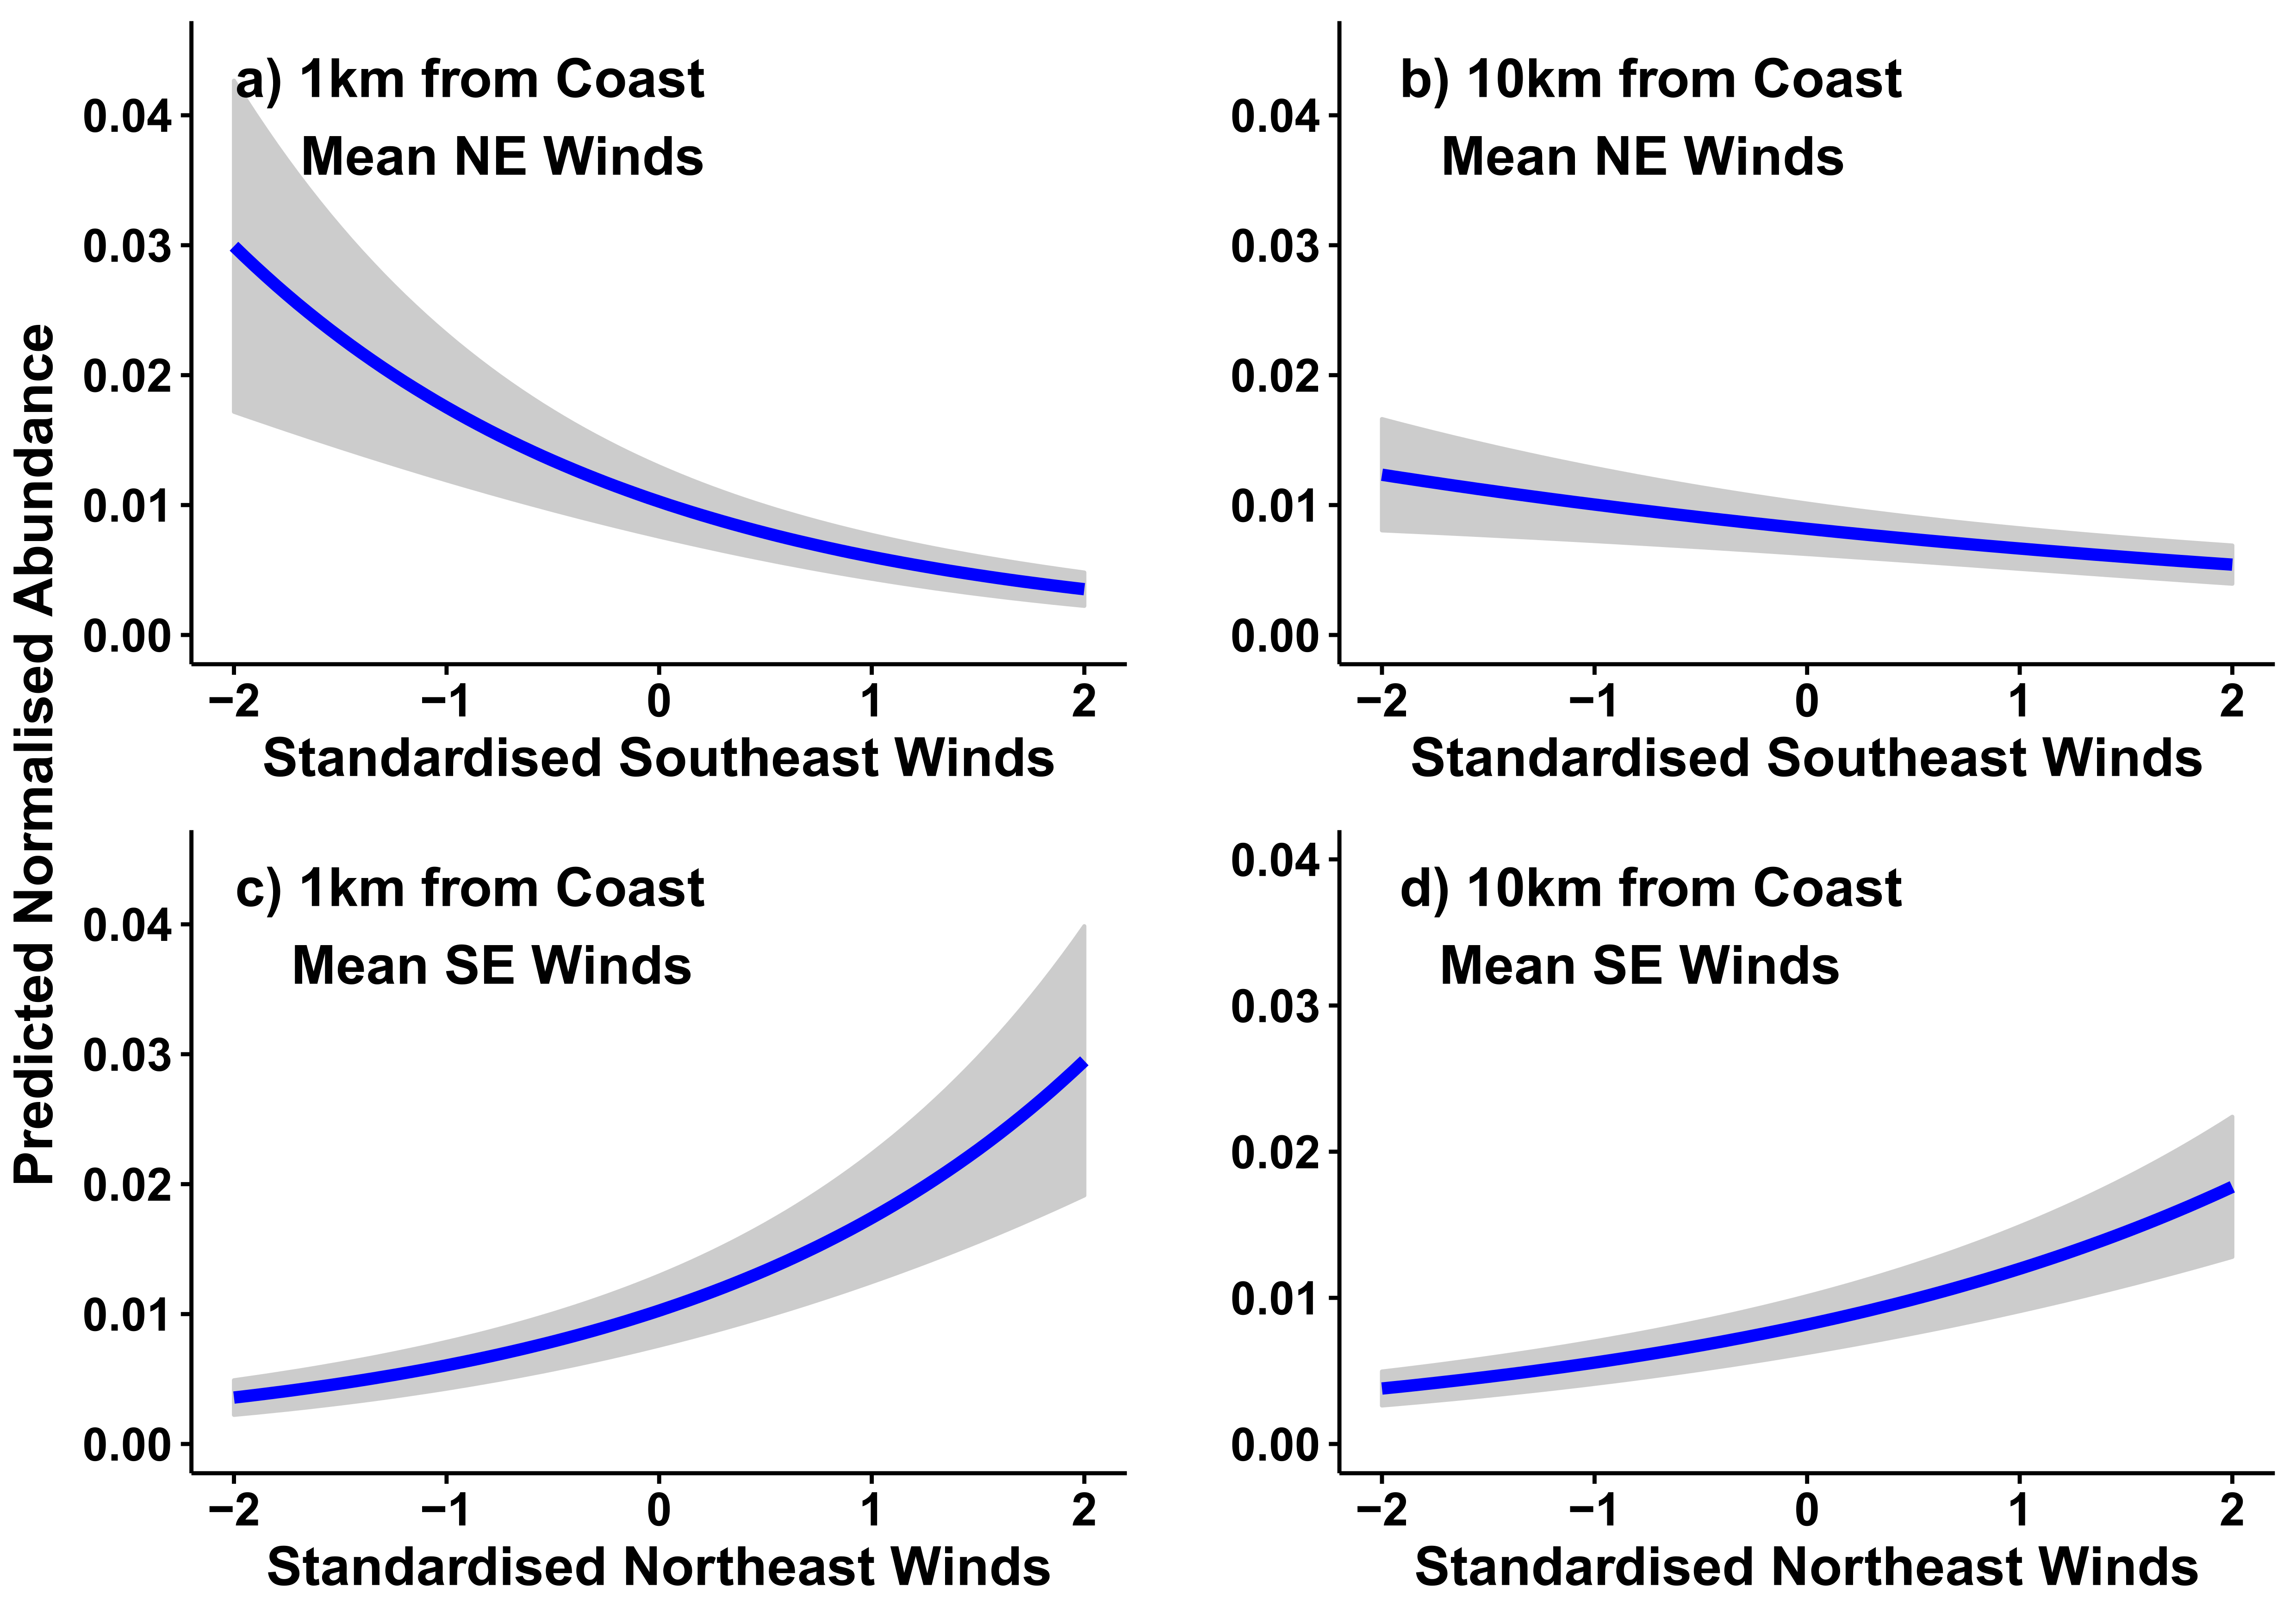 Predicted Normalised Abundance
a) 1km from Coast
Mean NE Winds
0.04
0.03
0.02
0.01
0.00
−2 −1 0 1 2
Standardised Southeast Winds
b) 10km from Coast
Mean NE Winds
0.04
0.03
0.02
0.01
0.00
−2 −1 0 1 2
Standardised Southeast Winds
c) 1km from Coast
Mean SE Winds
0.04
0.03
0.02
0.01
0.00
−2 −1 0 1 2
Standardised Northeast Winds
d) 10km from Coast
Mean SE Winds
0.04
0.03
0.02
0.01
0.00
−2 −1 0 1 2
Standardised Northeast Winds